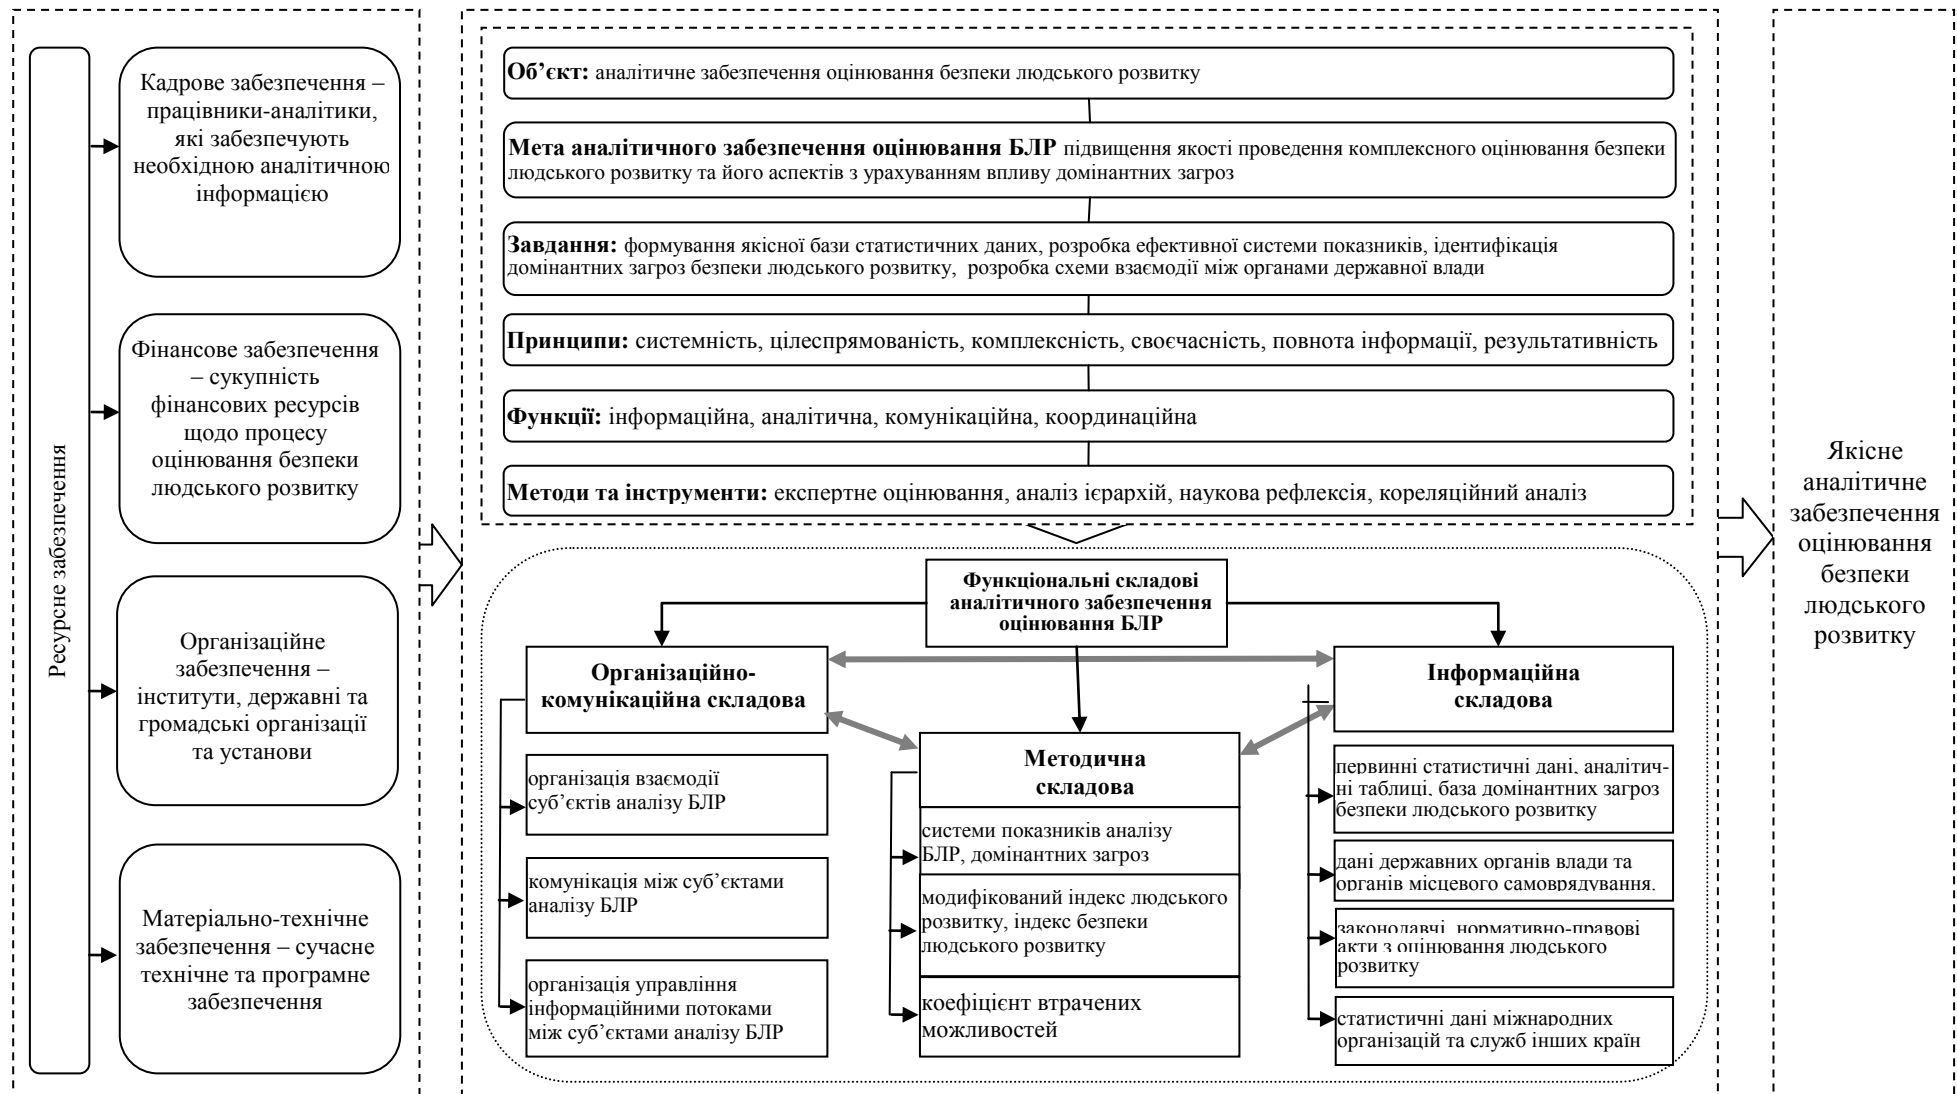 Ресурсне забезпечення
Кадрове забезпечення –
працівники-аналітики,
які забезпечують
необхідною аналітичною
інформацією
Фінансове забезпечення
– сукупність
фінансових ресурсів
щодо процесу
оцінювання безпеки
людського розвитку
Організаційне
забезпечення –
інститути, державні та
громадські організації
та установи
Матеріально-технічне
забезпечення – сучасне
технічне та програмне
забезпечення
Об’єкт: аналітичне забезпечення оцінювання безпеки людського розвитку
Мета аналітичного забезпечення оцінювання БЛР підвищення якості проведення комплексного оцінювання безпеки
людського розвитку та його аспектів з урахуванням впливу домінантних загроз
Завдання: формування якісної бази статистичних даних, розробка ефективної системи показників, ідентифікація
домінантних загроз безпеки людського розвитку, розробка схеми взаємодії між органами державної влади
Принципи: системність, цілеспрямованість, комплексність, своєчасність, повнота інформації, результативність
Функції: інформаційна, аналітична, комунікаційна, координаційна
Методи та інструменти: експертне оцінювання, аналіз ієрархій, наукова рефлексія, кореляційний аналіз
Функціональні складові
аналітичного забезпечення
оцінювання БЛР
Організаційно-
комунікаційна складова
організація взаємодії
суб’єктів аналізу БЛР
комунікація між суб’єктами
аналізу БЛР
організація управління
інформаційними потоками
між суб’єктами аналізу БЛР
Методична
складова
системи показників аналізу
БЛР, домінантних загроз
модифікований індекс людського
розвитку, індекс безпеки
людського розвитку
коефіцієнт втрачених
можливостей
Інформаційна
складова
первинні статистичні дані, аналітич-
ні таблиці, база домінантних загроз
безпеки людського розвитку
дані державних органів влади та
органів місцевого самоврядування.
законодавчі, нормативно-правові
акти з оцінювання людського
розвитку
статистичні дані міжнародних
організацій та служб інших країн
Якісне
аналітичне
забезпечення
оцінювання
безпеки
людського
розвитку